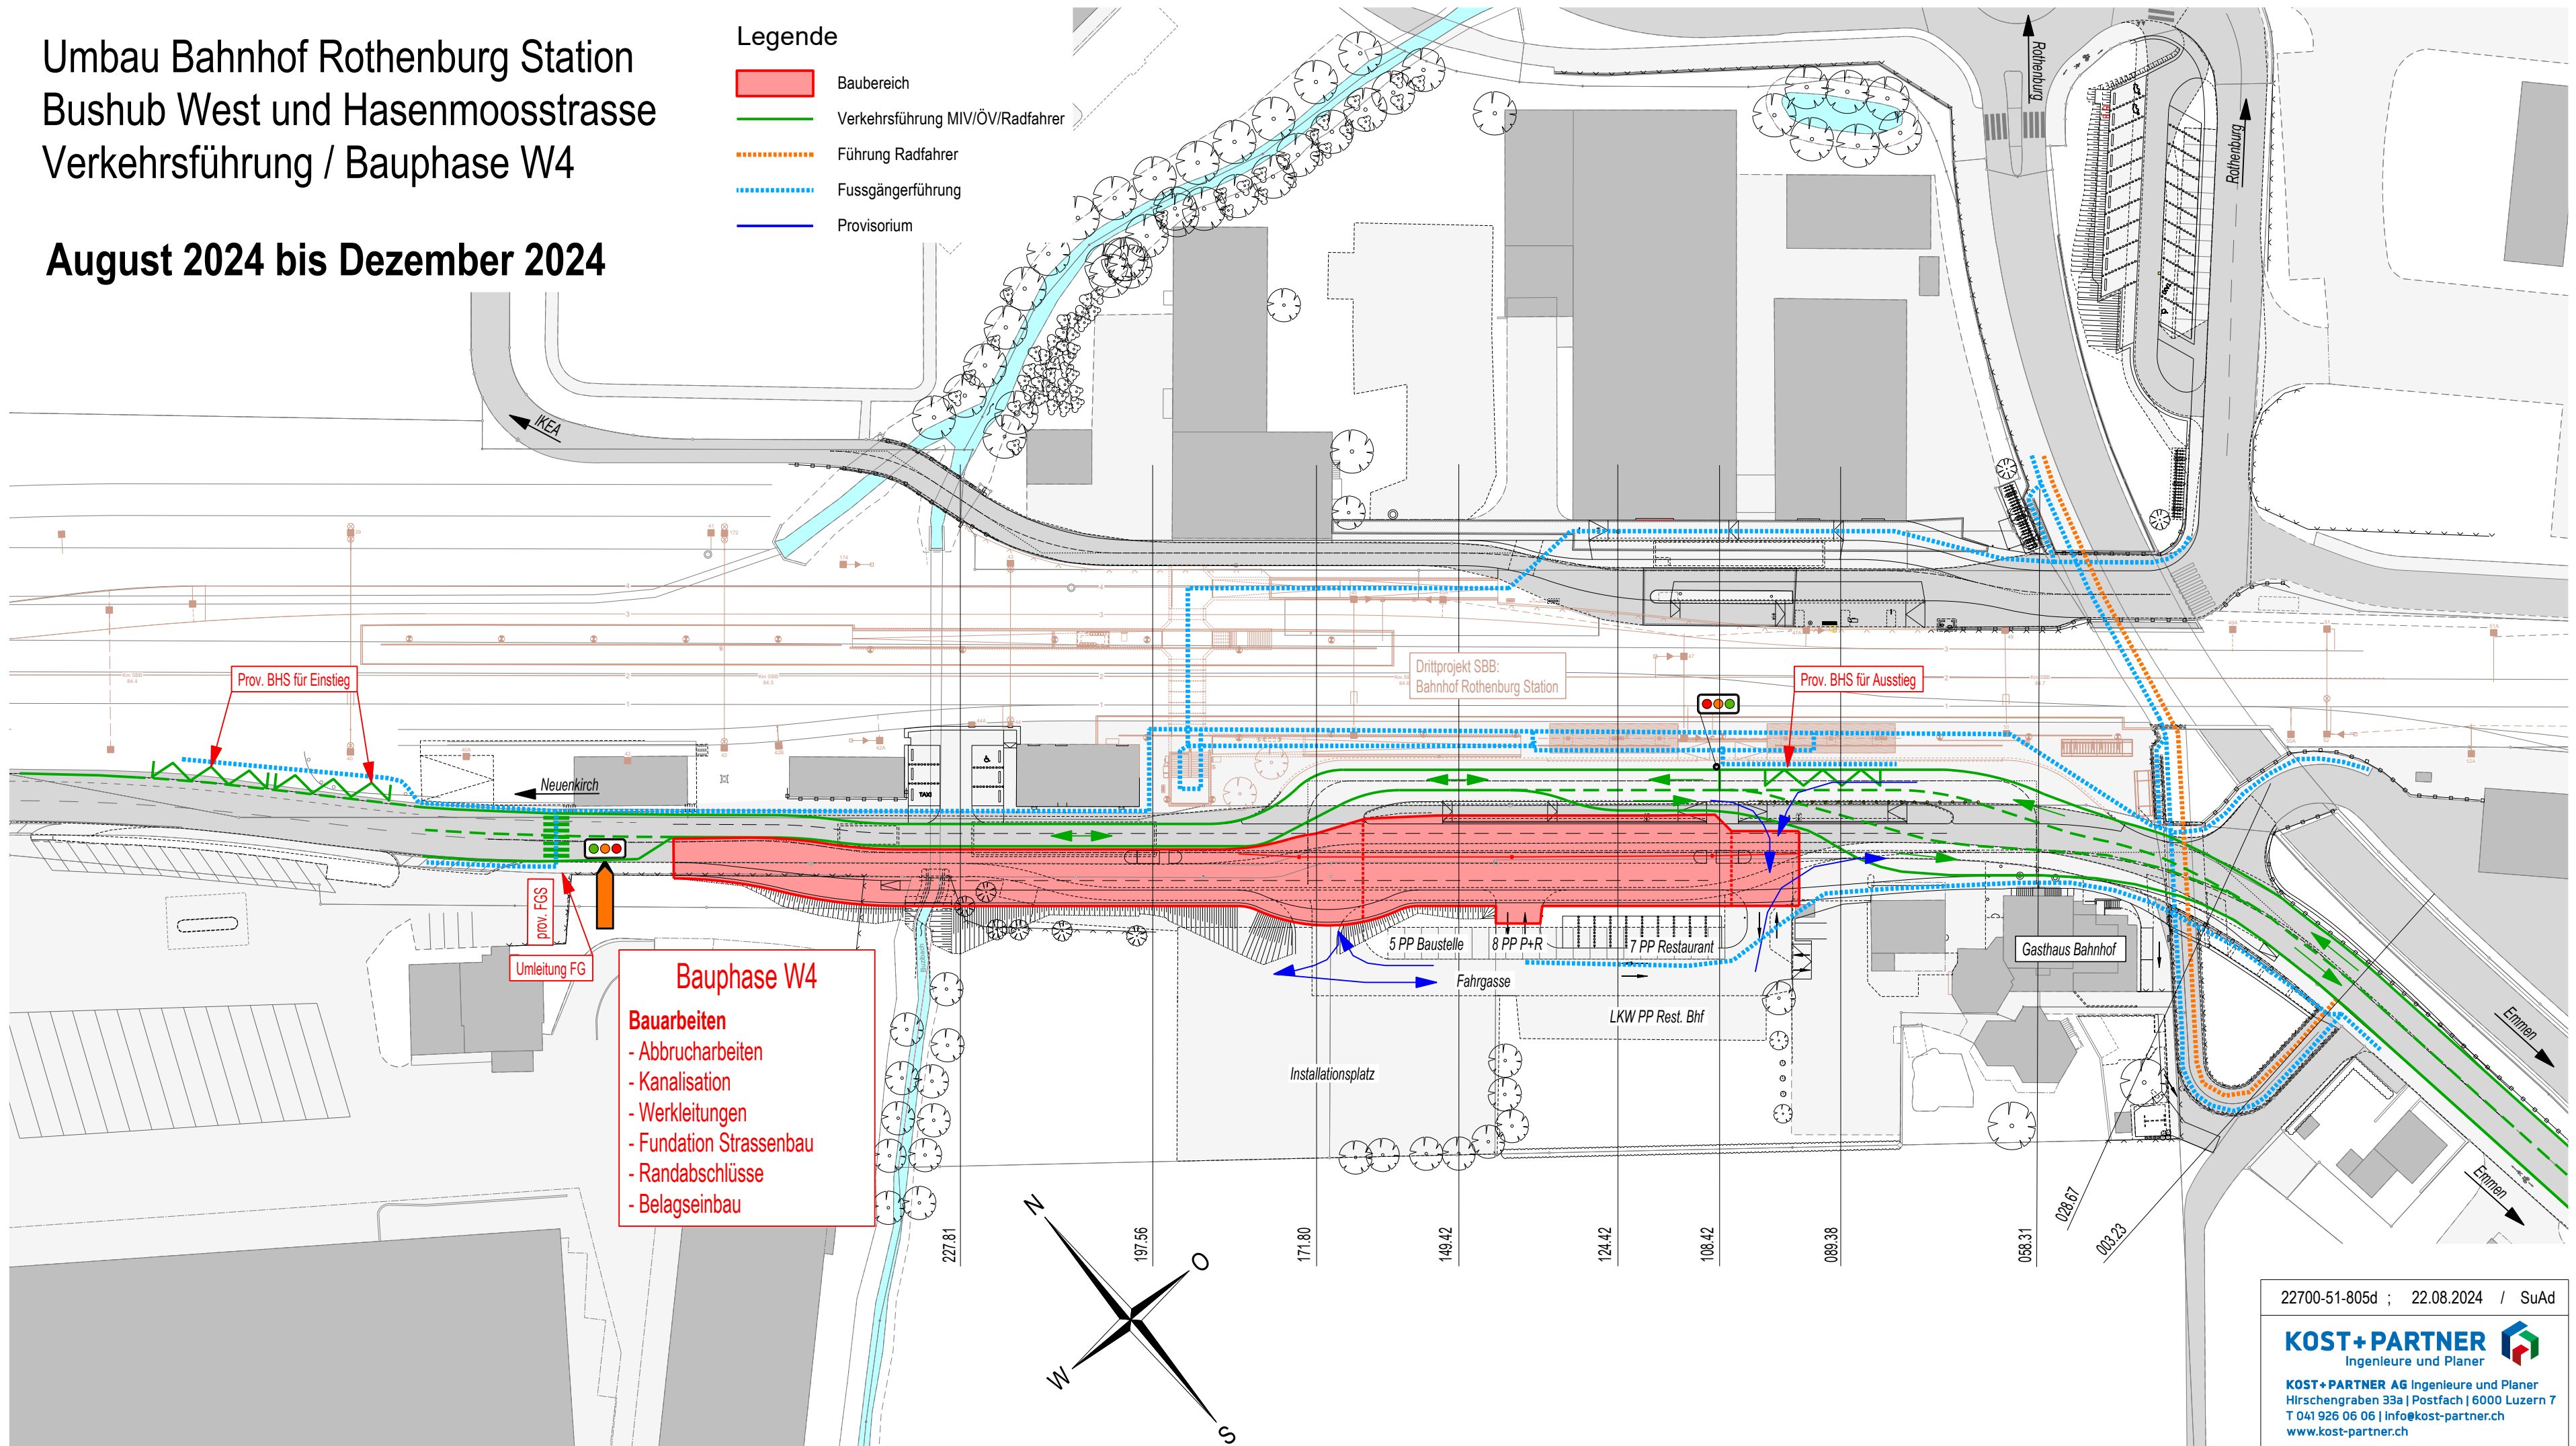 Umbau Bahnhof Rothenburg Station
Bushub West und Hasenmoosstrasse
Verkehrsführung / Bauphase W4
August 2024 bis Dezember 2024
Legende
Baubereich
Verkehrsführung MIV/ÖV/Radfahrer
Führung Radfahrer
Fussgängerführung
Provisorium
Rothenburg
Rothenburg
IKEA
Drittprojekt SBB:
Bahnhof Rothenburg Station
Prov. BHS für Einstieg
Prov. BHS für Ausstieg
Neuenkirch
TAXI
prov. FGS
Umleitung FG
Butzibach
5 PP Baustelle
8 PP P+R
7 PP Restaurant
Fahrgasse
LKW PP Rest. Bhf
Installationsplatz
Gasthaus Bahnhof
Emmen
Emmen
Bauphase W4
Bauarbeiten
- Abbrucharbeiten
- Kanalisation
- Werkleitungen
- Fundation Strassenbau
- Randabschlüsse
- Belagseinbau
227.81
197.56
171.80
149.42
124.42
108.42
089.38
058.31
028.67
003.23
N
O
W
S
22700-51-805d ; 22.08.2024 / SuAd
KOST+PARTNER
Ingenieure und Planer
KOST+PARTNER AG Ingenieure und Planer
Hirschengraben 33a | Postfach | 6000 Luzern 7
T 041 926 06 06 | info@kost-partner.ch
www.kost-partner.ch